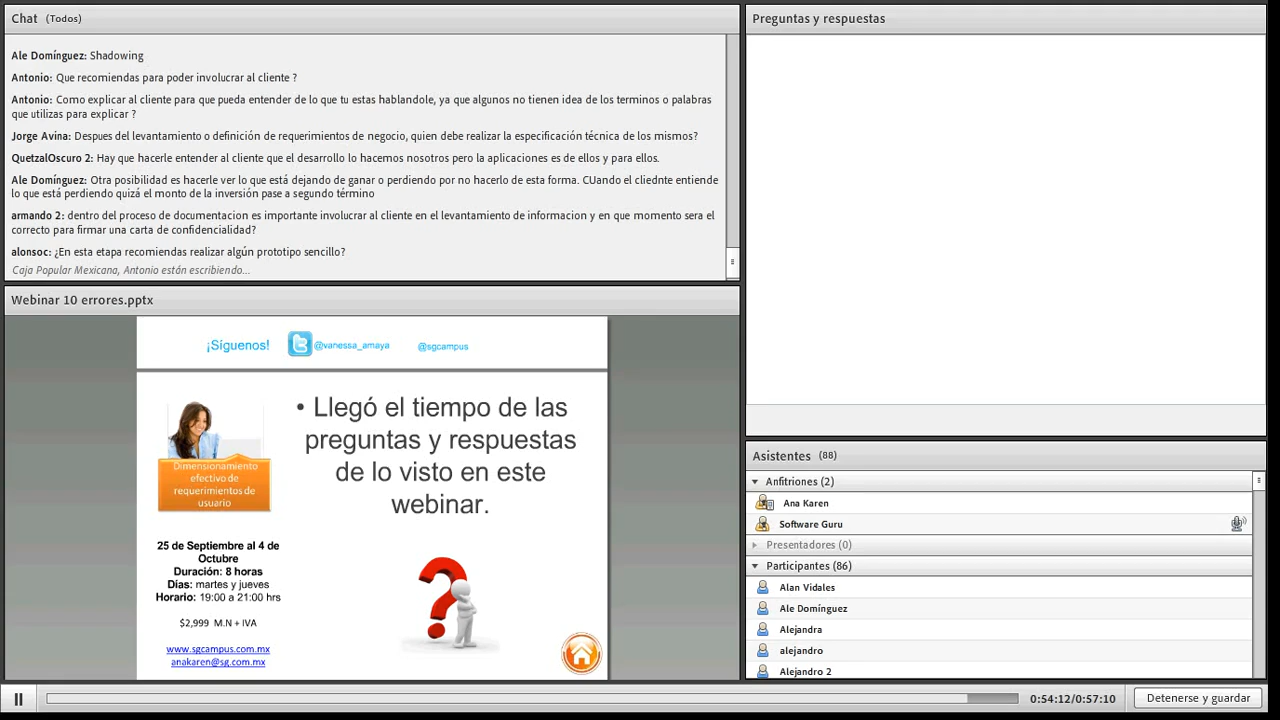 Chat (Todos)
Ale Domínguez: Shadowing
Antonio: Que recomiendas para poder involucrar al cliente ?
Antonio: Como explicar al cliente para que pueda entender de lo que tu estas hablandole, ya que algunos no tienen idea de los terminos o palabras
que utilizas para explicar ?
Jorge Avína: Despues del levantamiento o definición de requerimientos de negocio, quien debe realizar la especificación técnica de los mismos?
QuetzalOscuro 2: Hay que hacerle entender al cliente que el desarrollo lo hacemos nosotros pero la aplicaciones es de ellos y para ellos.
Ale Domínguez: Otra posibilidad es hacerle ver lo que está dejando de ganar o perdiendo por no hacerlo de esta forma. CUando el cliednte entiende
lo que está perdiendo quizá el monto de la inversión pase a segundo término
armando 2: dentro del proceso de documentacion es importante involucrar al cliente en el levantamiento de informacion y en que momento sera el
correcto para firmar una carta de confidencialidad?
alonsoc: ¿En esta etapa recomiendas realizar algún prototipo sencillo?
Caja Popular Mexicana, Antonio están escribiendo...
Webinar 10 errores.pptx
¡Síguenos! @vanessa_amaya @sgcampus
Dimensionamiento
efectivo de
requerimientos de
usuario
25 de Septiembre al 4 de
Octubre
Duración: 8 horas
Días: martes y jueves
Horario: 19:00 a 21:00 hrs
$2,999 M.N + IVA
www.sgcampus.com.mx
anakaren@sg.com.mx
• Llegó el tiempo de las
preguntas y respuestas
de lo visto en este
webinar.
Preguntas y respuestas
Asistentes (88)
Anfitriones (2)
Ana Karen
Software Guru
Presentadores (0)
Participantes (86)
Alan Vidales
Ale Domínguez
Alejandra
alejandro
Alejandro 2
0:54:12/0:57:10
Detenerse y guardar